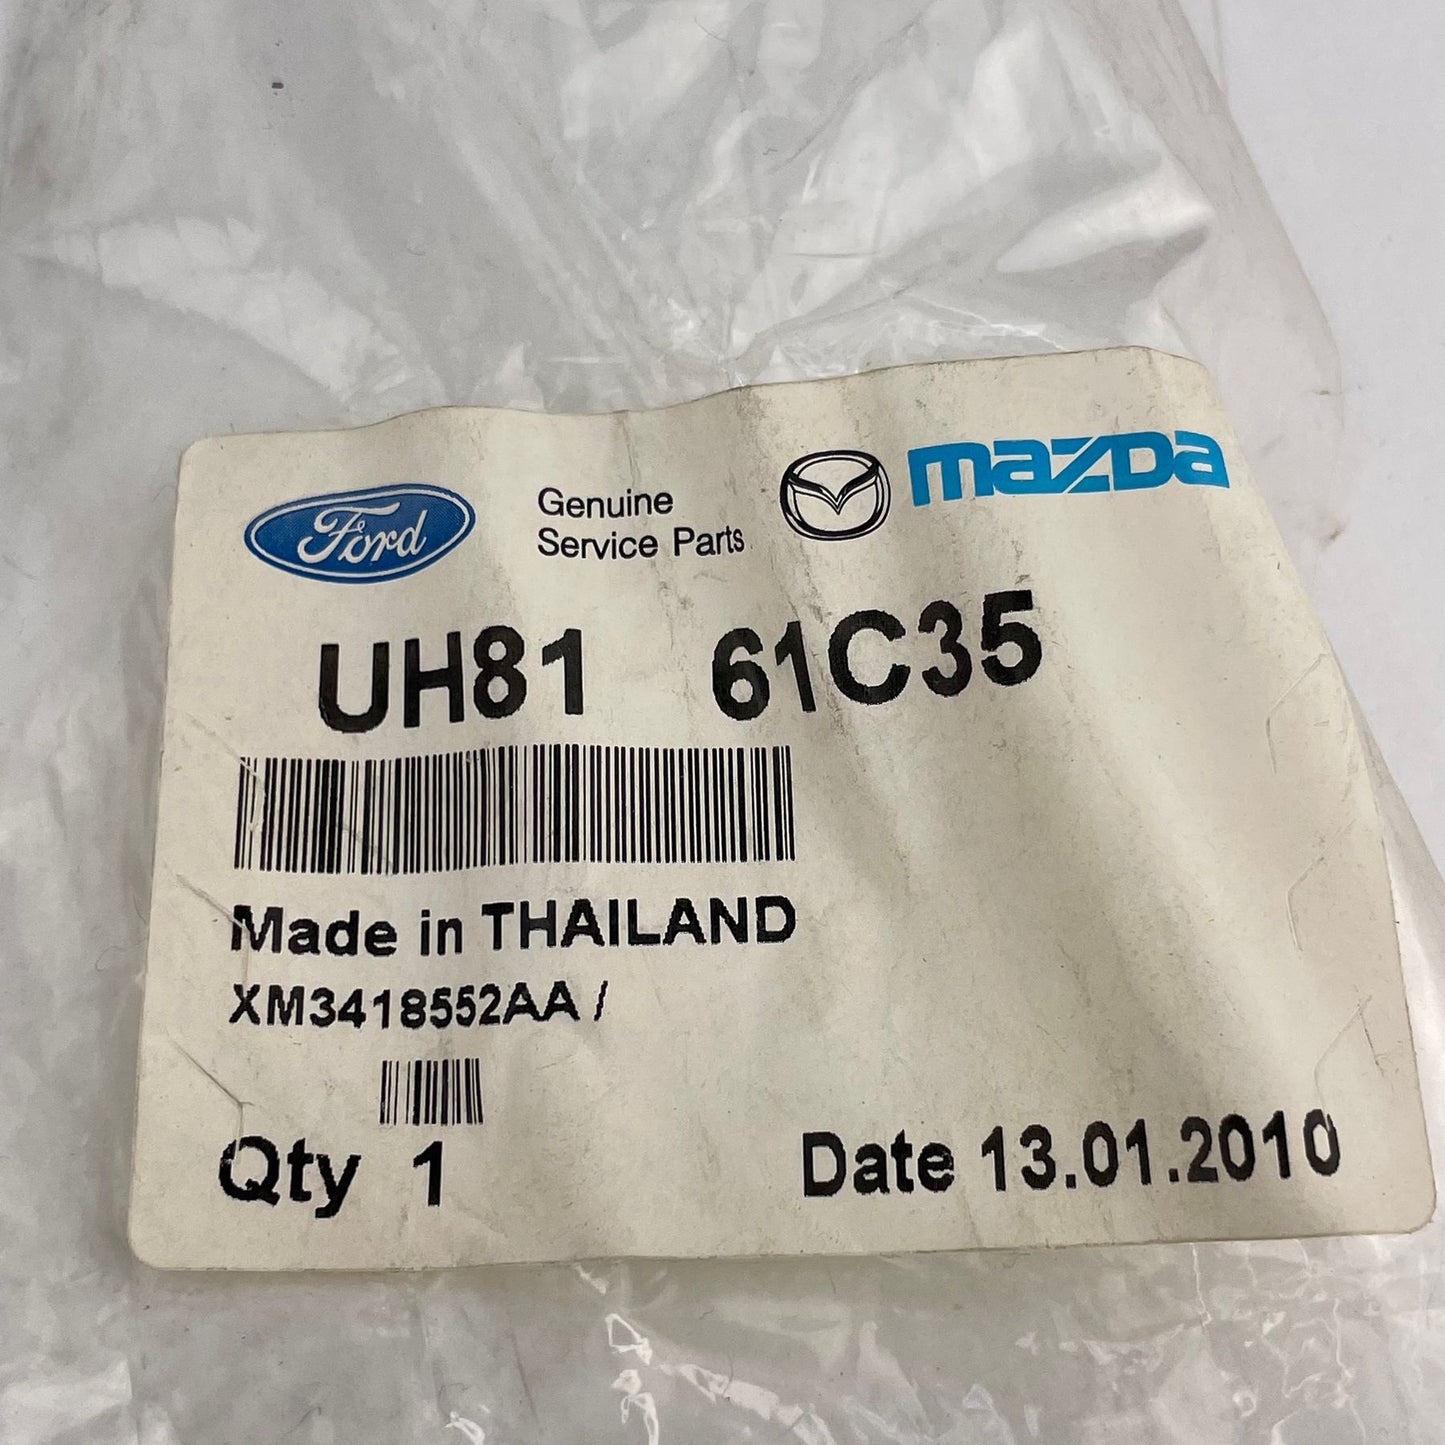 Ford
Genuine
Service Parts
mazda
UH81 61C35
Made in THAILAND
XM3418552AA /
Qty 1
Date 13.01.2010